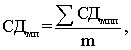 СДмп = ∑ СДмпп / m ,